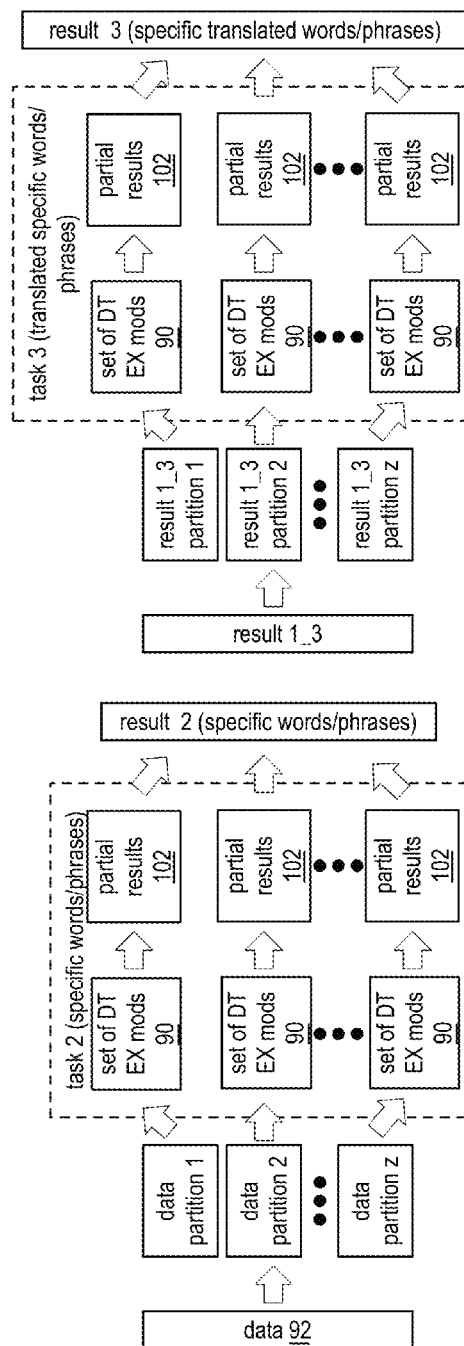 data 92
data
partition 1
data
partition 2
data
partition z
task 2 (specific words/phrases)
set of DT
EX mods
90
set of DT
EX mods
90
set of DT
EX mods
90
partial
results
102
partial
results
102
partial
results
102
result 2 (specific words/phrases)
result 1_3
result 1_3
partition 1
result 1_3
partition 2
result 1_3
partition z
task 3 (translated specific words/
phrases)
set of DT
EX mods
90
set of DT
EX mods
90
set of DT
EX mods
90
partial
results
102
partial
results
102
partial
results
102
result 3 (specific translated words/phrases)